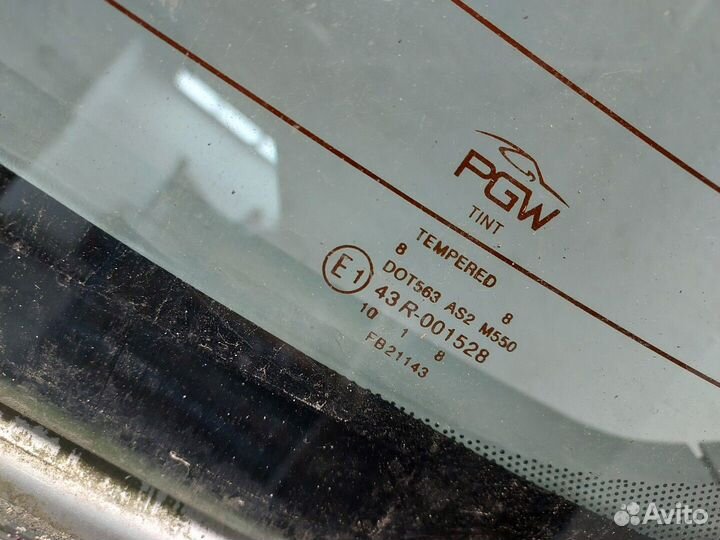 PGW
TINT
TEMPERED
8 8
DOT563 AS2 M550
E1 43 R-001528
10 1 8
FB21143
Avito